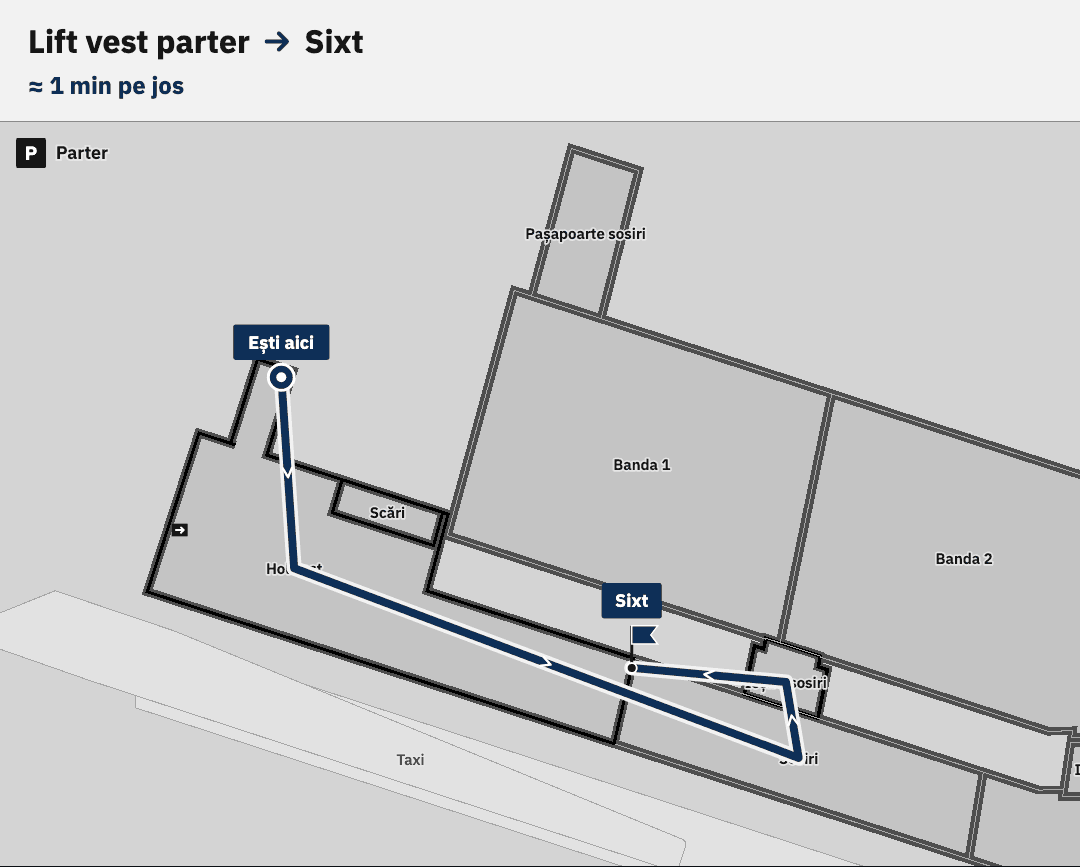 Lift vest parter → Sixt
≈ 1 min pe jos
P Parter
Pașapoarte sosiri
Ești aici
Banda 1
Scări
Banda 2
Sixt
sosiri
Taxi